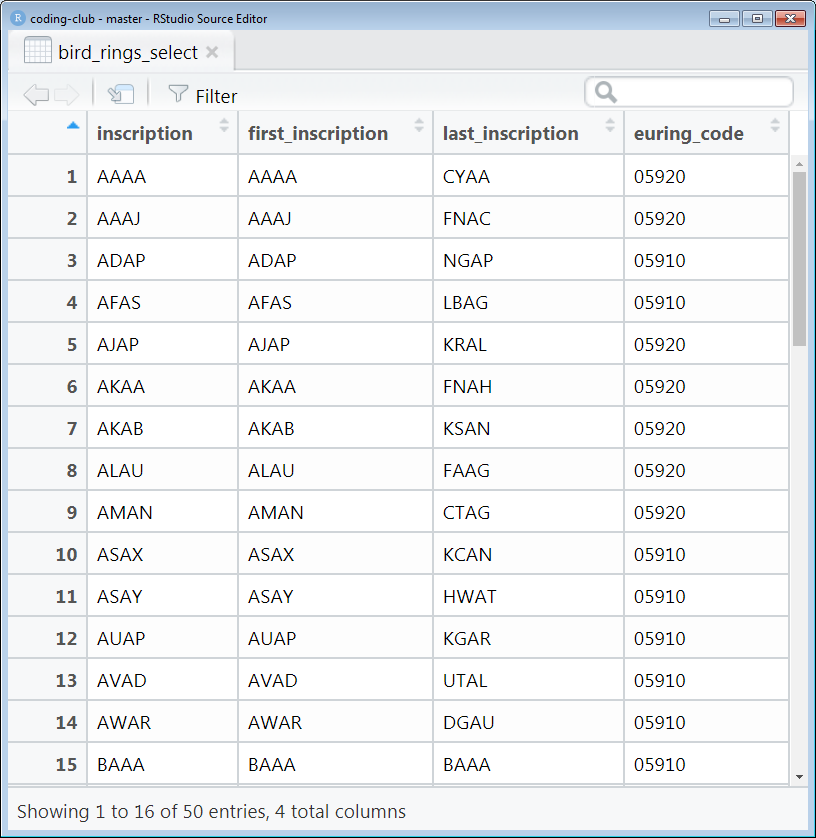 R coding-club - master - RStudio Source Editor
bird_rings_select
Filter
inscription first_inscription last_inscription euring_code
1 AAAA AAAA CYAA 05920
2 AAAJ AAAJ FNAC 05920
3 ADAP ADAP NGAP 05910
4 AFAS AFAS LBAG 05910
5 AJAP AJAP KRAL 05920
6 AKAA AKAA FNAH 05920
7 AKAB AKAB KSAN 05920
8 ALAU ALAU FAAG 05920
9 AMAN AMAN CTAG 05920
10 ASAX ASAX KCAN 05910
11 ASAY ASAY HWAT 05910
12 AUAP AUAP KGAR 05910
13 AVAD AVAD UTAL 05910
14 AWAR AWAR DGAU 05910
15 BAAA BAAA BAAA 05910
Showing 1 to 16 of 50 entries, 4 total columns